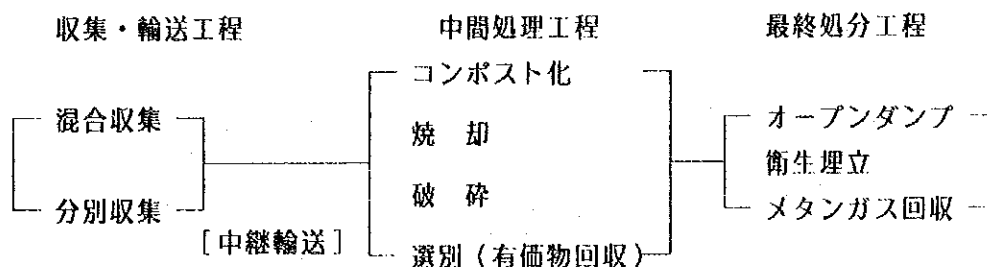 収集・輸送工程 中間処理工程 最終処分工程
コンポスト化
混合収集 オープンダンプ
焼 却
衛生埋立
破 砕
分別収集 メタンガス回収
[中継輸送]
選別(有価物回収)